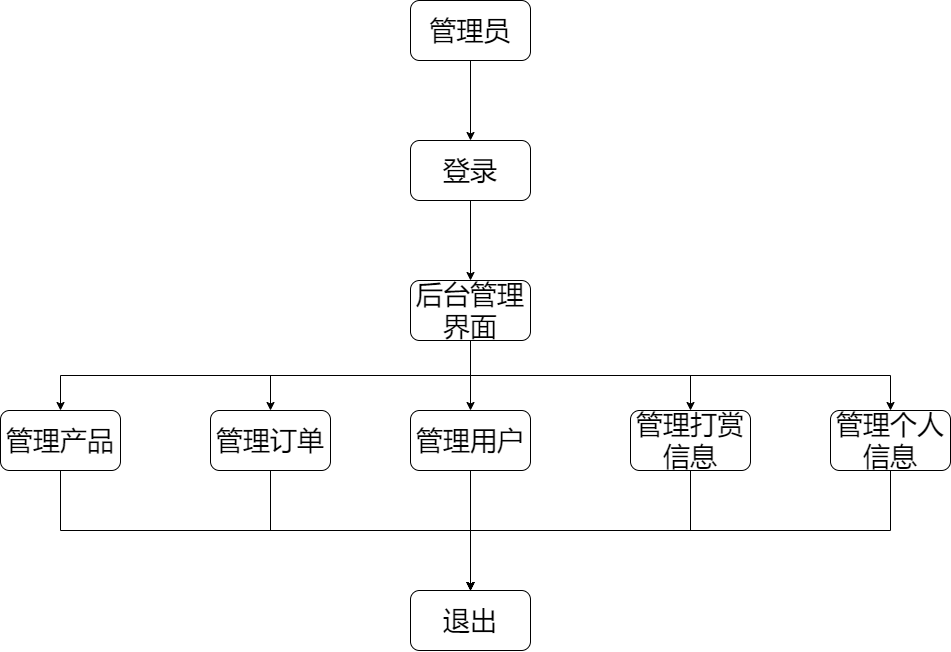 管理员
登录
后台管理
界面
管理产品
管理订单
管理用户
管理打赏
信息
管理个人
信息
退出